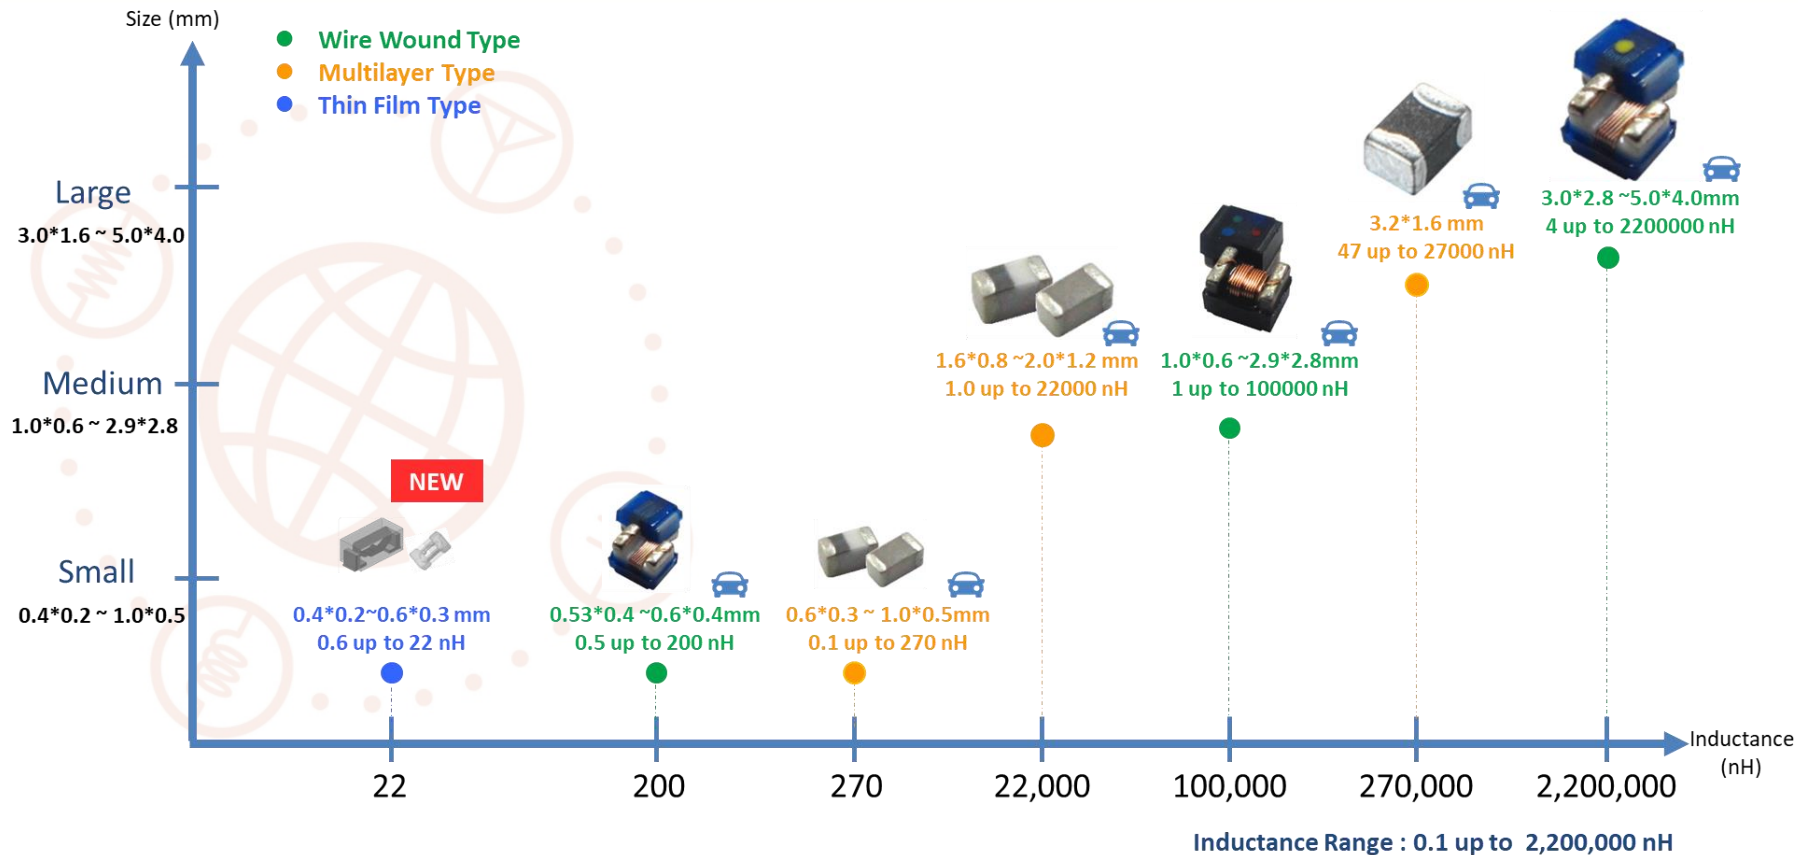 Size (mm)
Wire Wound Type
Multilayer Type
Thin Film Type
Large
3.0*1.6 ~ 5.0*4.0
3.0*2.8 ~5.0*4.0mm
4 up to 2200000 nH
3.2*1.6 mm
47 up to 27000 nH
1.6*0.8 ~2.0*1.2 mm
1.0 up to 22000 nH
1.0*0.6 ~2.9*2.8mm
1 up to 100000 nH
Medium
1.0*0.6 ~ 2.9*2.8
NEW
Small
0.4*0.2 ~ 1.0*0.5
0.4*0.2~0.6*0.3 mm
0.6 up to 22 nH
0.53*0.4 ~0.6*0.4mm
0.5 up to 200 nH
0.6*0.3 ~ 1.0*0.5mm
0.1 up to 270 nH
Inductance
(nH)
22
200
270
22,000
100,000
270,000
2,200,000
Inductance Range : 0.1 up to 2,200,000 nH